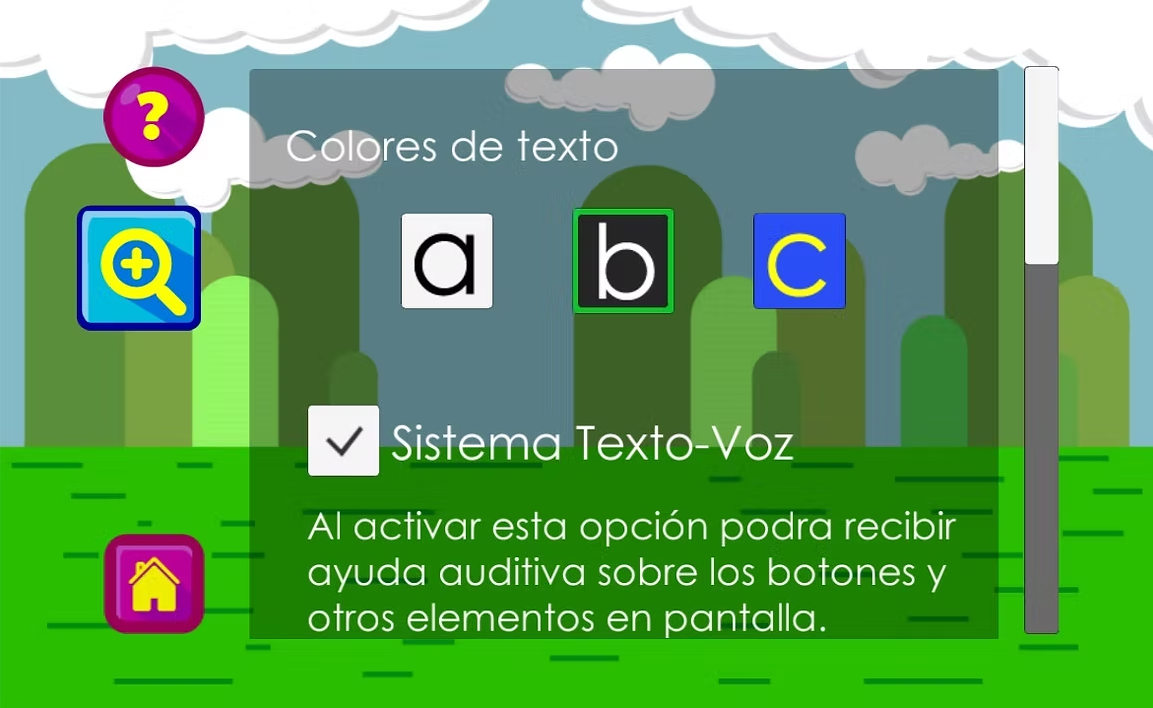 ?
Colores de texto
a b c
Sistema Texto-Voz
Al activar esta opción podra recibir
ayuda auditiva sobre los botones y
otros elementos en pantalla.